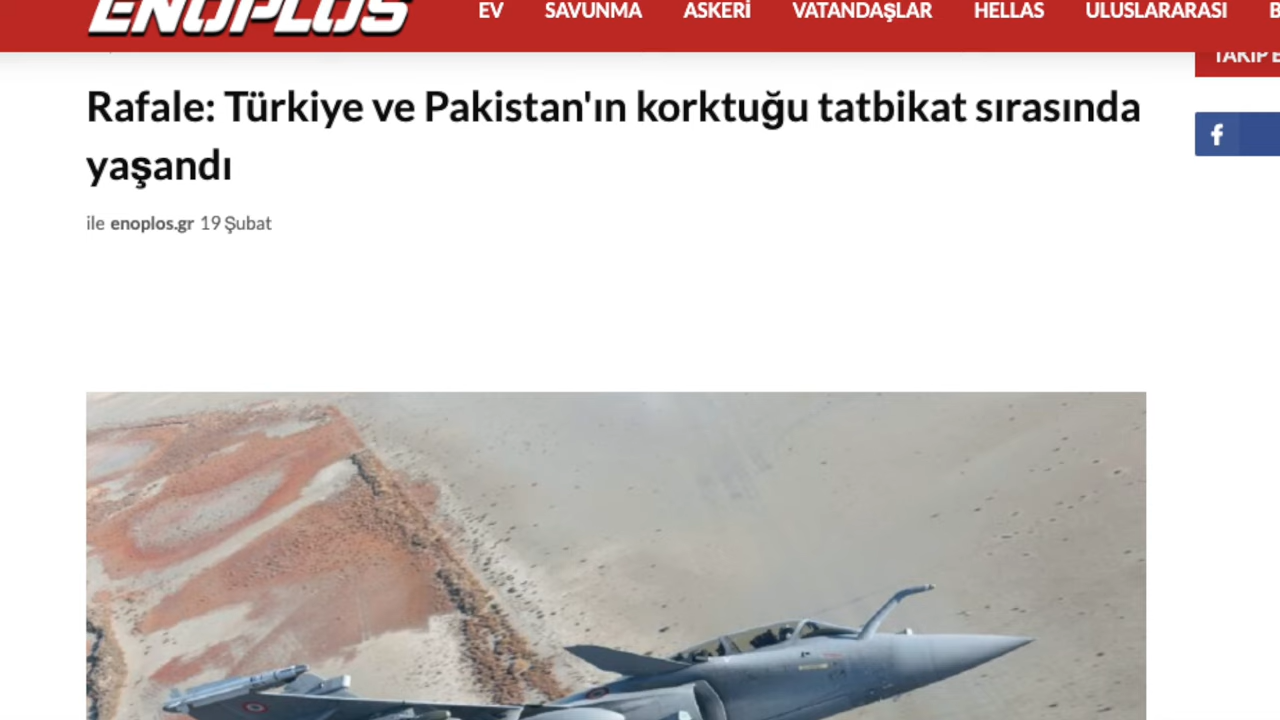 ENOPLOS
EV SAVUNMA ASKERİ VATANDAŞLAR HELLAS ULUSLARARASI B
TAKİP E
Rafale: Türkiye ve Pakistan'ın korktuğu tatbikat sırasında
yaşandı
ile enoplos.gr 19 Şubat
f